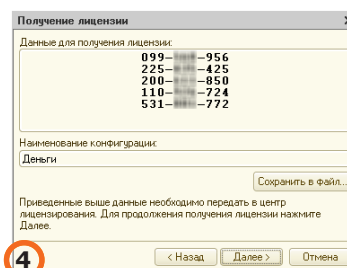 Получение лицензии
Данные для получения лицензии:
099- -956
225- -425
200- -850
110- -724
531- -772
Наименование конфигурации:
Деньги
Сохранить в файл...
Приведенные выше данные необходимо передать в центр
лицензирования. Для продолжения получения лицензии нажмите
Далее.
4
< Назад Далее > Отмена